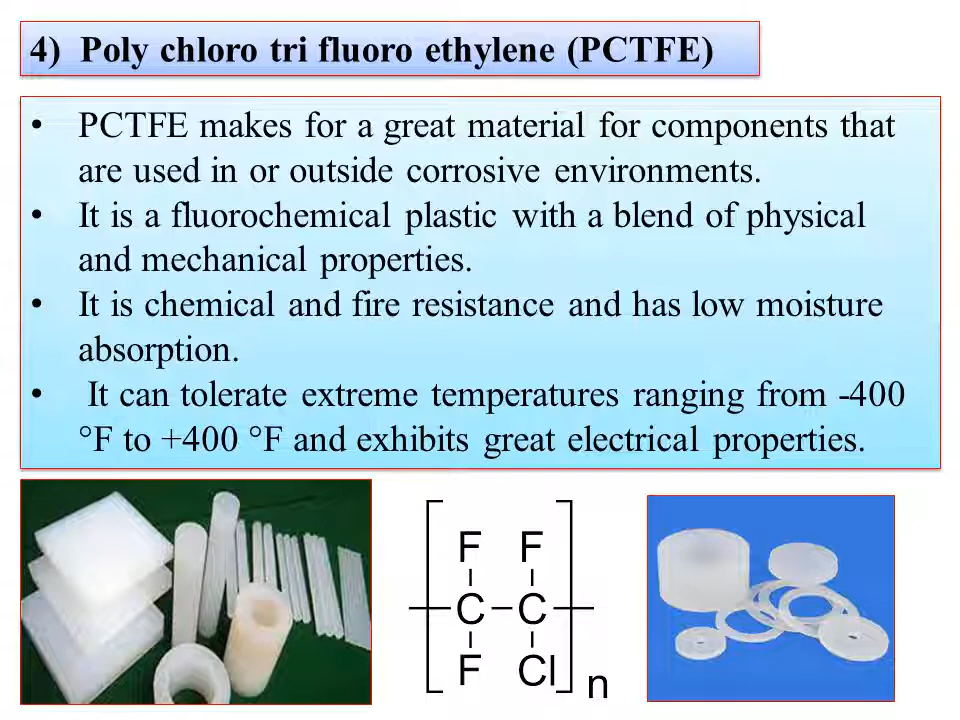 4) Poly chloro tri fluoro ethylene (PCTFE)
• PCTFE makes for a great material for components that
are used in or outside corrosive environments.
• It is a fluorochemical plastic with a blend of physical
and mechanical properties.
• It is chemical and fire resistance and has low moisture
absorption.
• It can tolerate extreme temperatures ranging from -400
°F to +400 °F and exhibits great electrical properties.
F F
C C
F Cl
n